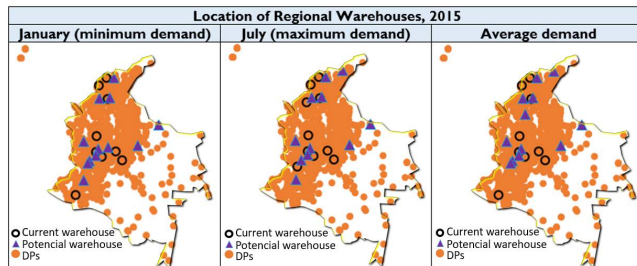 Location of Regional Warehouses, 2015
January (minimum demand)
July (maximum demand)
Average demand
Current warehouse
Potencial warehouse
DPs
Current warehouse
Potencial warehouse
DPs
Current warehouse
Potencial warehouse
DPs